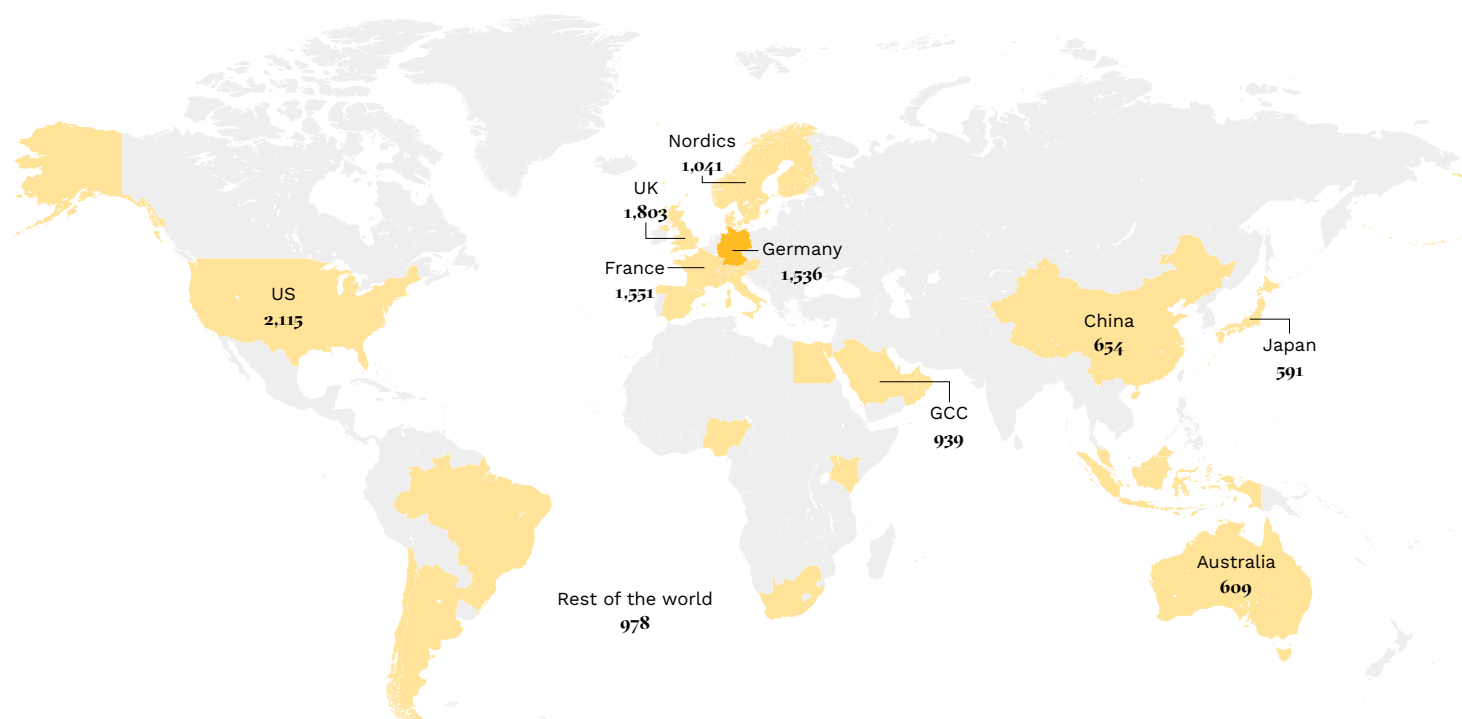 Nordics
1,041
UK
1,803
Germany
1,536
France
1,551
US
2,115
China
654
Japan
591
GCC
939
Australia
609
Rest of the world
978